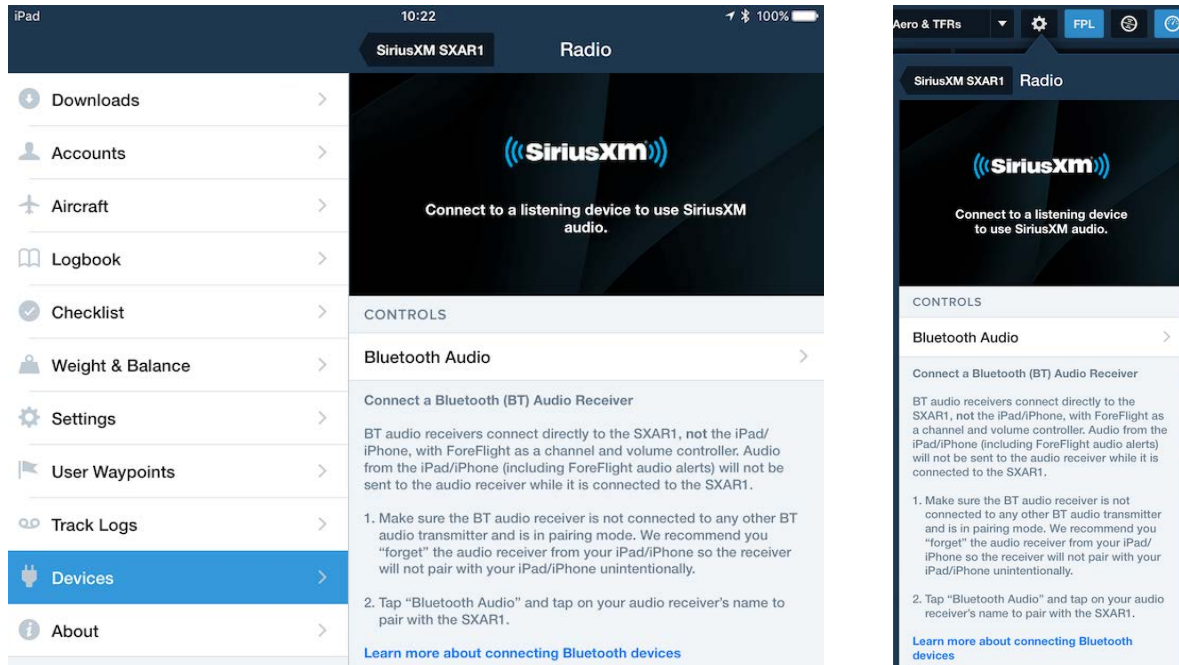 iPad
10:22
100%
SiriusXM SXAR1
Radio
Downloads
Accounts
Aircraft
Logbook
Checklist
Weight & Balance
Settings
User Waypoints
Track Logs
Devices
About
((SiriusXM))
Connect to a listening device to use SiriusXM
audio.
CONTROLS
Bluetooth Audio
Connect a Bluetooth (BT) Audio Receiver
BT audio receivers connect directly to the SXAR1, not the iPad/
iPhone, with ForeFlight as a channel and volume controller. Audio
from the iPad/iPhone (including ForeFlight audio alerts) will not be
sent to the audio receiver while it is connected to the SXAR1.
1. Make sure the BT audio receiver is not connected to any other BT
audio transmitter and is in pairing mode. We recommend you
“forget” the audio receiver from your iPad/iPhone so the receiver
will not pair with your iPad/iPhone unintentionally.
2. Tap “Bluetooth Audio” and tap on your audio receiver’s name to
pair with the SXAR1.
Learn more about connecting Bluetooth devices
Aero & TFRs
FPL
SiriusXM SXAR1
Radio
((SiriusXM))
Connect to a listening device
to use SiriusXM audio.
CONTROLS
Bluetooth Audio
Connect a Bluetooth (BT) Audio Receiver
BT audio receivers connect directly to the
SXAR1, not the iPad/iPhone, with ForeFlight as
a channel and volume controller. Audio from the
iPad/iPhone (including ForeFlight audio alerts)
will not be sent to the audio receiver while it is
connected to the SXAR1.
1. Make sure the BT audio receiver is not
connected to any other BT audio transmitter
and is in pairing mode. We recommend you
“forget” the audio receiver from your iPad/
iPhone so the receiver will not pair with your
iPad/iPhone unintentionally.
2. Tap “Bluetooth Audio” and tap on your audio
receiver’s name to pair with the SXAR1.
Learn more about connecting Bluetooth
devices